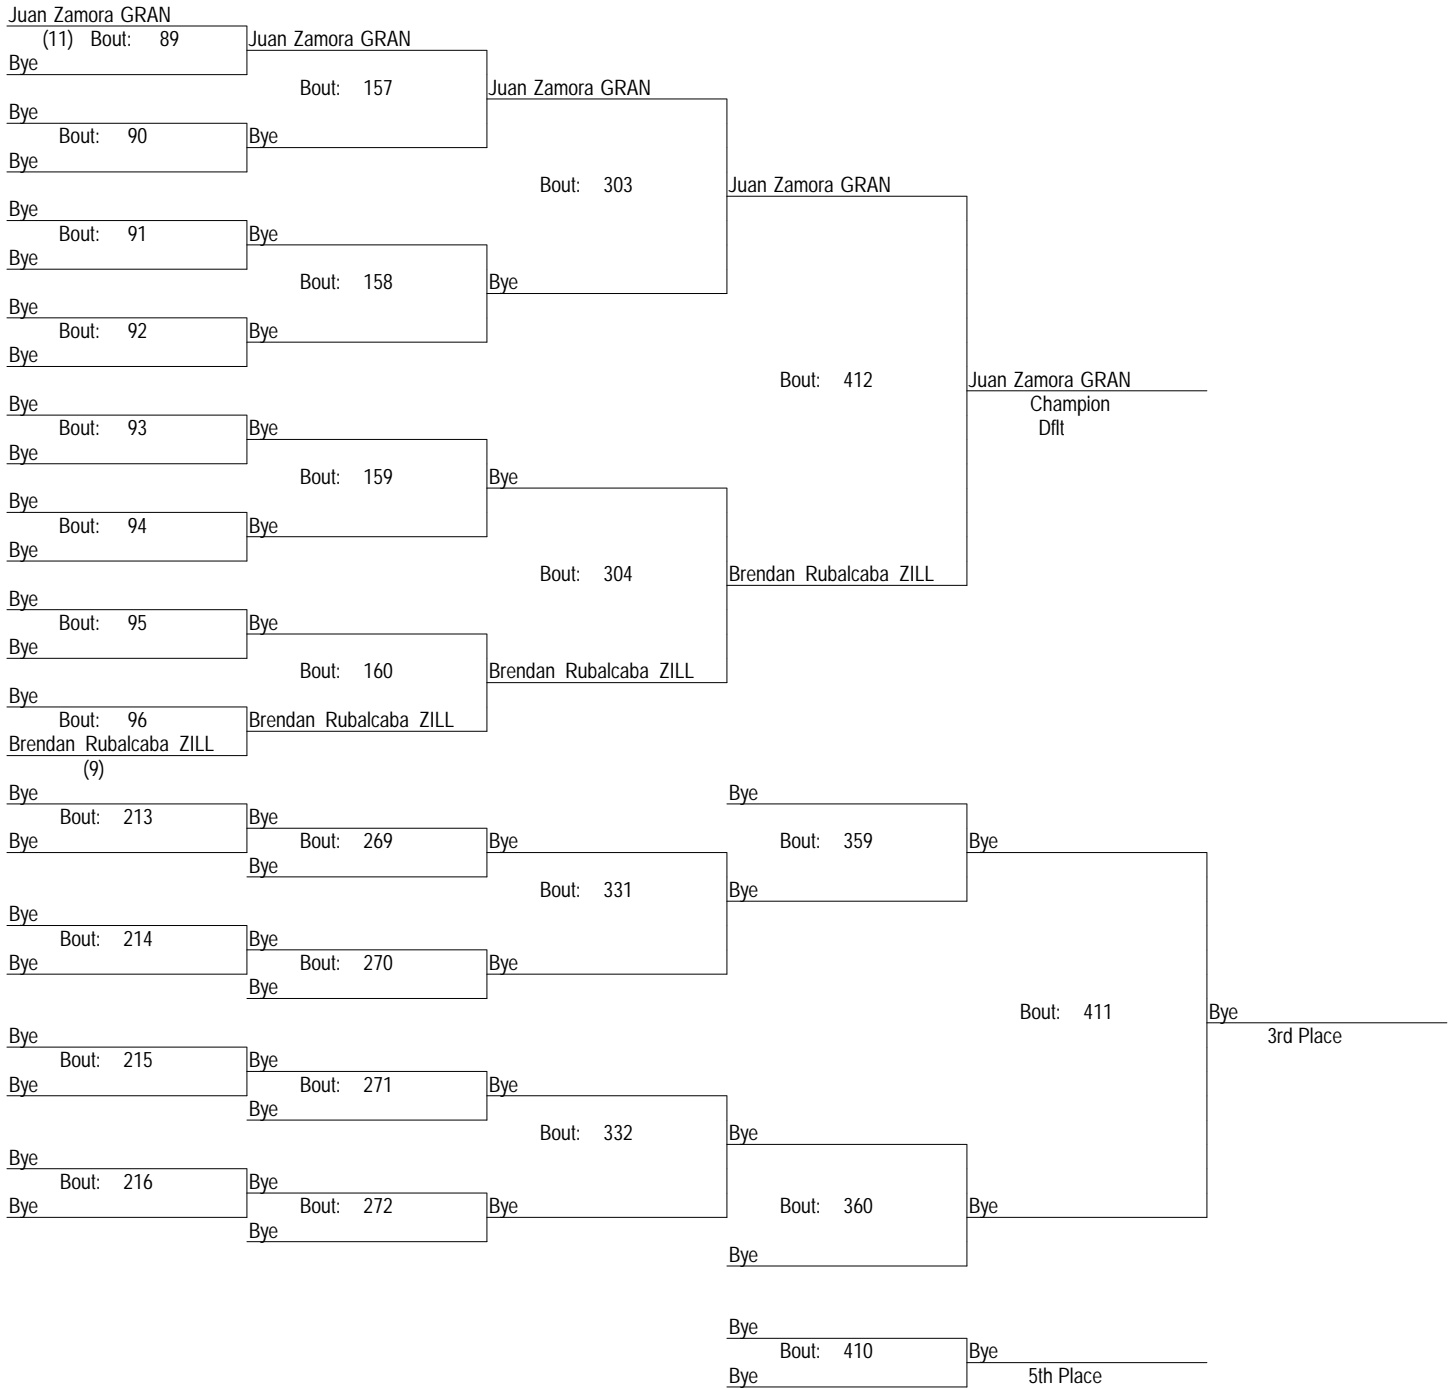 Juan Zamora GRAN
(11) Bout: 89 Juan Zamora GRAN
Bye
Bout: 157 Juan Zamora GRAN
Bye
Bout: 90 Bye
Bye
Bout: 303 Juan Zamora GRAN
Bye
Bout: 91 Bye
Bye
Bout: 158 Bye
Bye
Bout: 92 Bye
Bye
Bout: 412 Juan Zamora GRAN
Bye Champion
Bout: 93 Bye Dflt
Bye
Bout: 159 Bye
Bye
Bout: 94 Bye
Bye
Bout: 304 Brendan Rubalcaba ZILL
Bye
Bout: 95 Bye
Bye
Bout: 160 Brendan Rubalcaba ZILL
Bye
Bout: 96 Brendan Rubalcaba ZILL
Brendan Rubalcaba ZILL
(9)
Bye Bye
Bout: 213 Bye
Bye Bout: 269 Bye Bout: 359 Bye
Bye
Bout: 331 Bye
Bye
Bout: 214 Bye
Bye Bout: 270 Bye
Bye
Bout: 411 Bye
Bye 3rd Place
Bout: 215 Bye
Bye Bout: 271 Bye
Bye
Bout: 332 Bye
Bye
Bout: 216 Bye
Bye Bout: 272 Bye Bout: 360 Bye
Bye
Bye
Bye
Bout: 410 Bye
Bye 5th Place